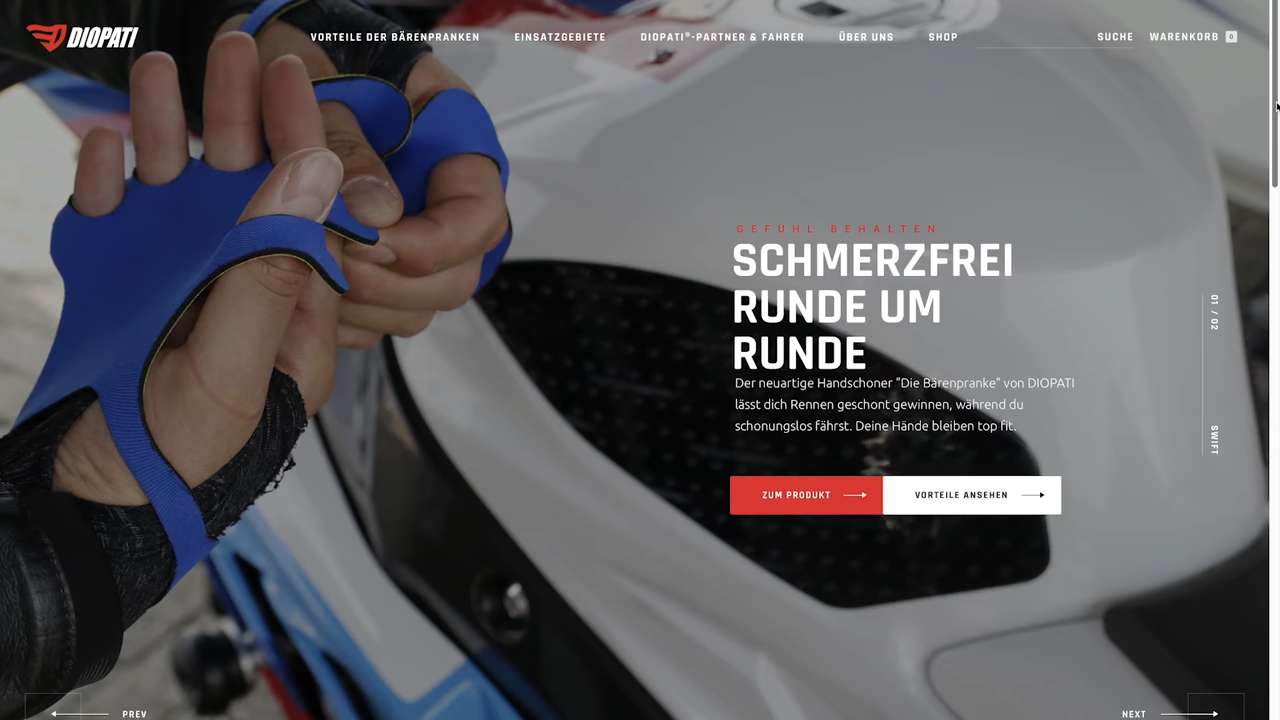 DIOPATI
VORTEILE DER BÄRENPRANKEN
EINSATZGEBIETE
DIOPATI®-PARTNER & FAHRER
ÜBER UNS
SHOP
SUCHE
WARENKORB 0
GEFÜHL BEHALTEN
SCHMERZFREI
RUNDE UM
RUNDE
Der neuartige Handschoner "Die Bärenpranke" von DIOPATI
lässt dich Rennen geschont gewinnen, während du
schonungslos fährst. Deine Hände bleiben top fit.
ZUM PRODUKT
VORTEILE ANSEHEN
01 / 02
SWIFT
PREV
NEXT